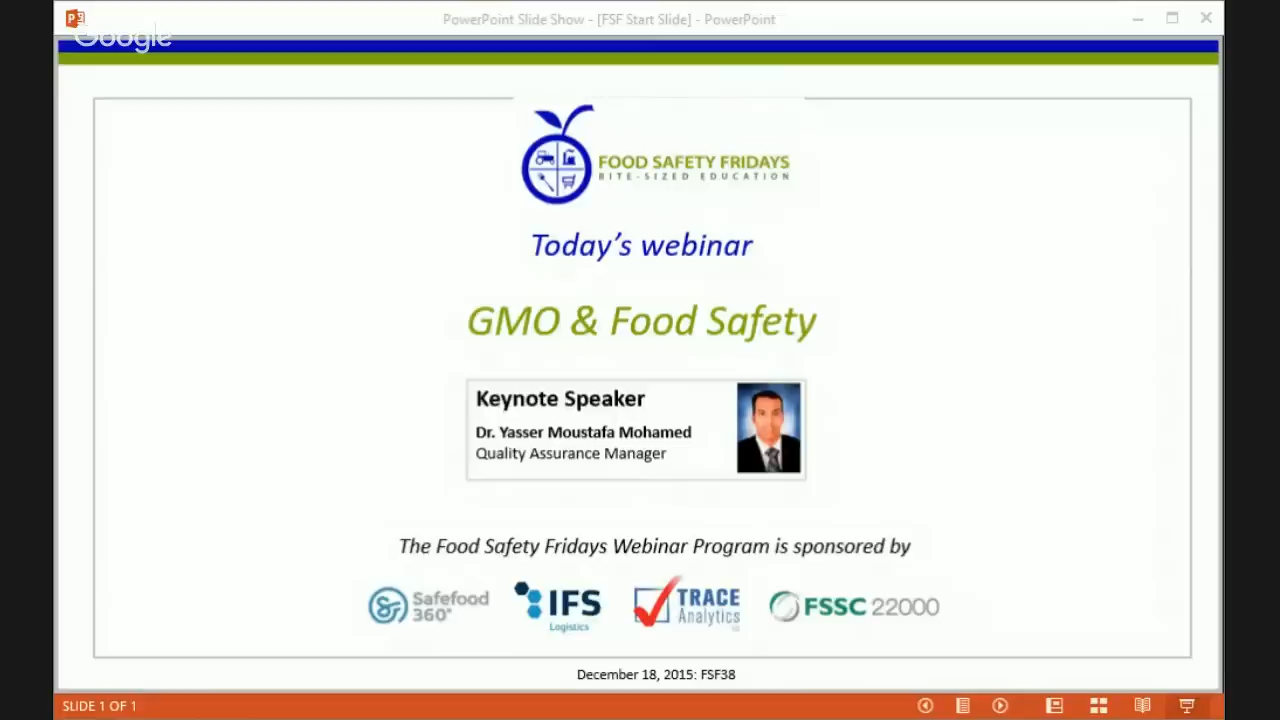 PowerPoint Slide Show - [FSF Start Slide] - PowerPoint
Google
FOOD SAFETY FRIDAYS
BITE-SIZED EDUCATION
Today's webinar
GMO & Food Safety
Keynote Speaker
Dr. Yasser Moustafa Mohamed
Quality Assurance Manager
The Food Safety Fridays Webinar Program is sponsored by
Safefood
360°
IFS
Logistics
TRACE
Analytics
FSSC 22000
December 18, 2015: FSF38
SLIDE 1 OF 1